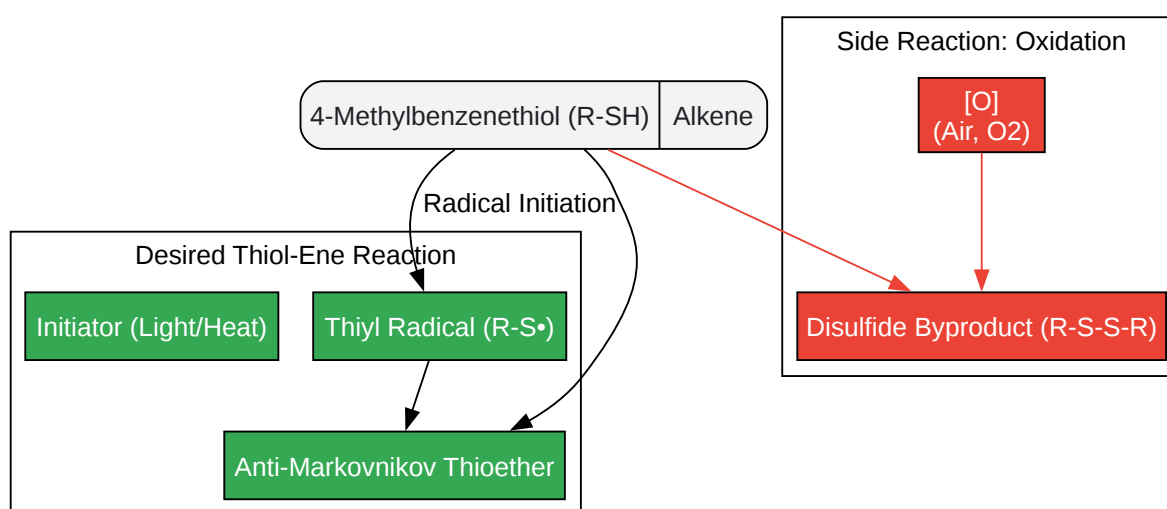 Side Reaction: Oxidation
[O]
(Air, O2)
4-Methylbenzenethiol (R-SH)
Alkene
Radical Initiation
Desired Thiol-Ene Reaction
Initiator (Light/Heat)
Thiyl Radical (R-S•)
Disulfide Byproduct (R-S-S-R)
Anti-Markovnikov Thioether